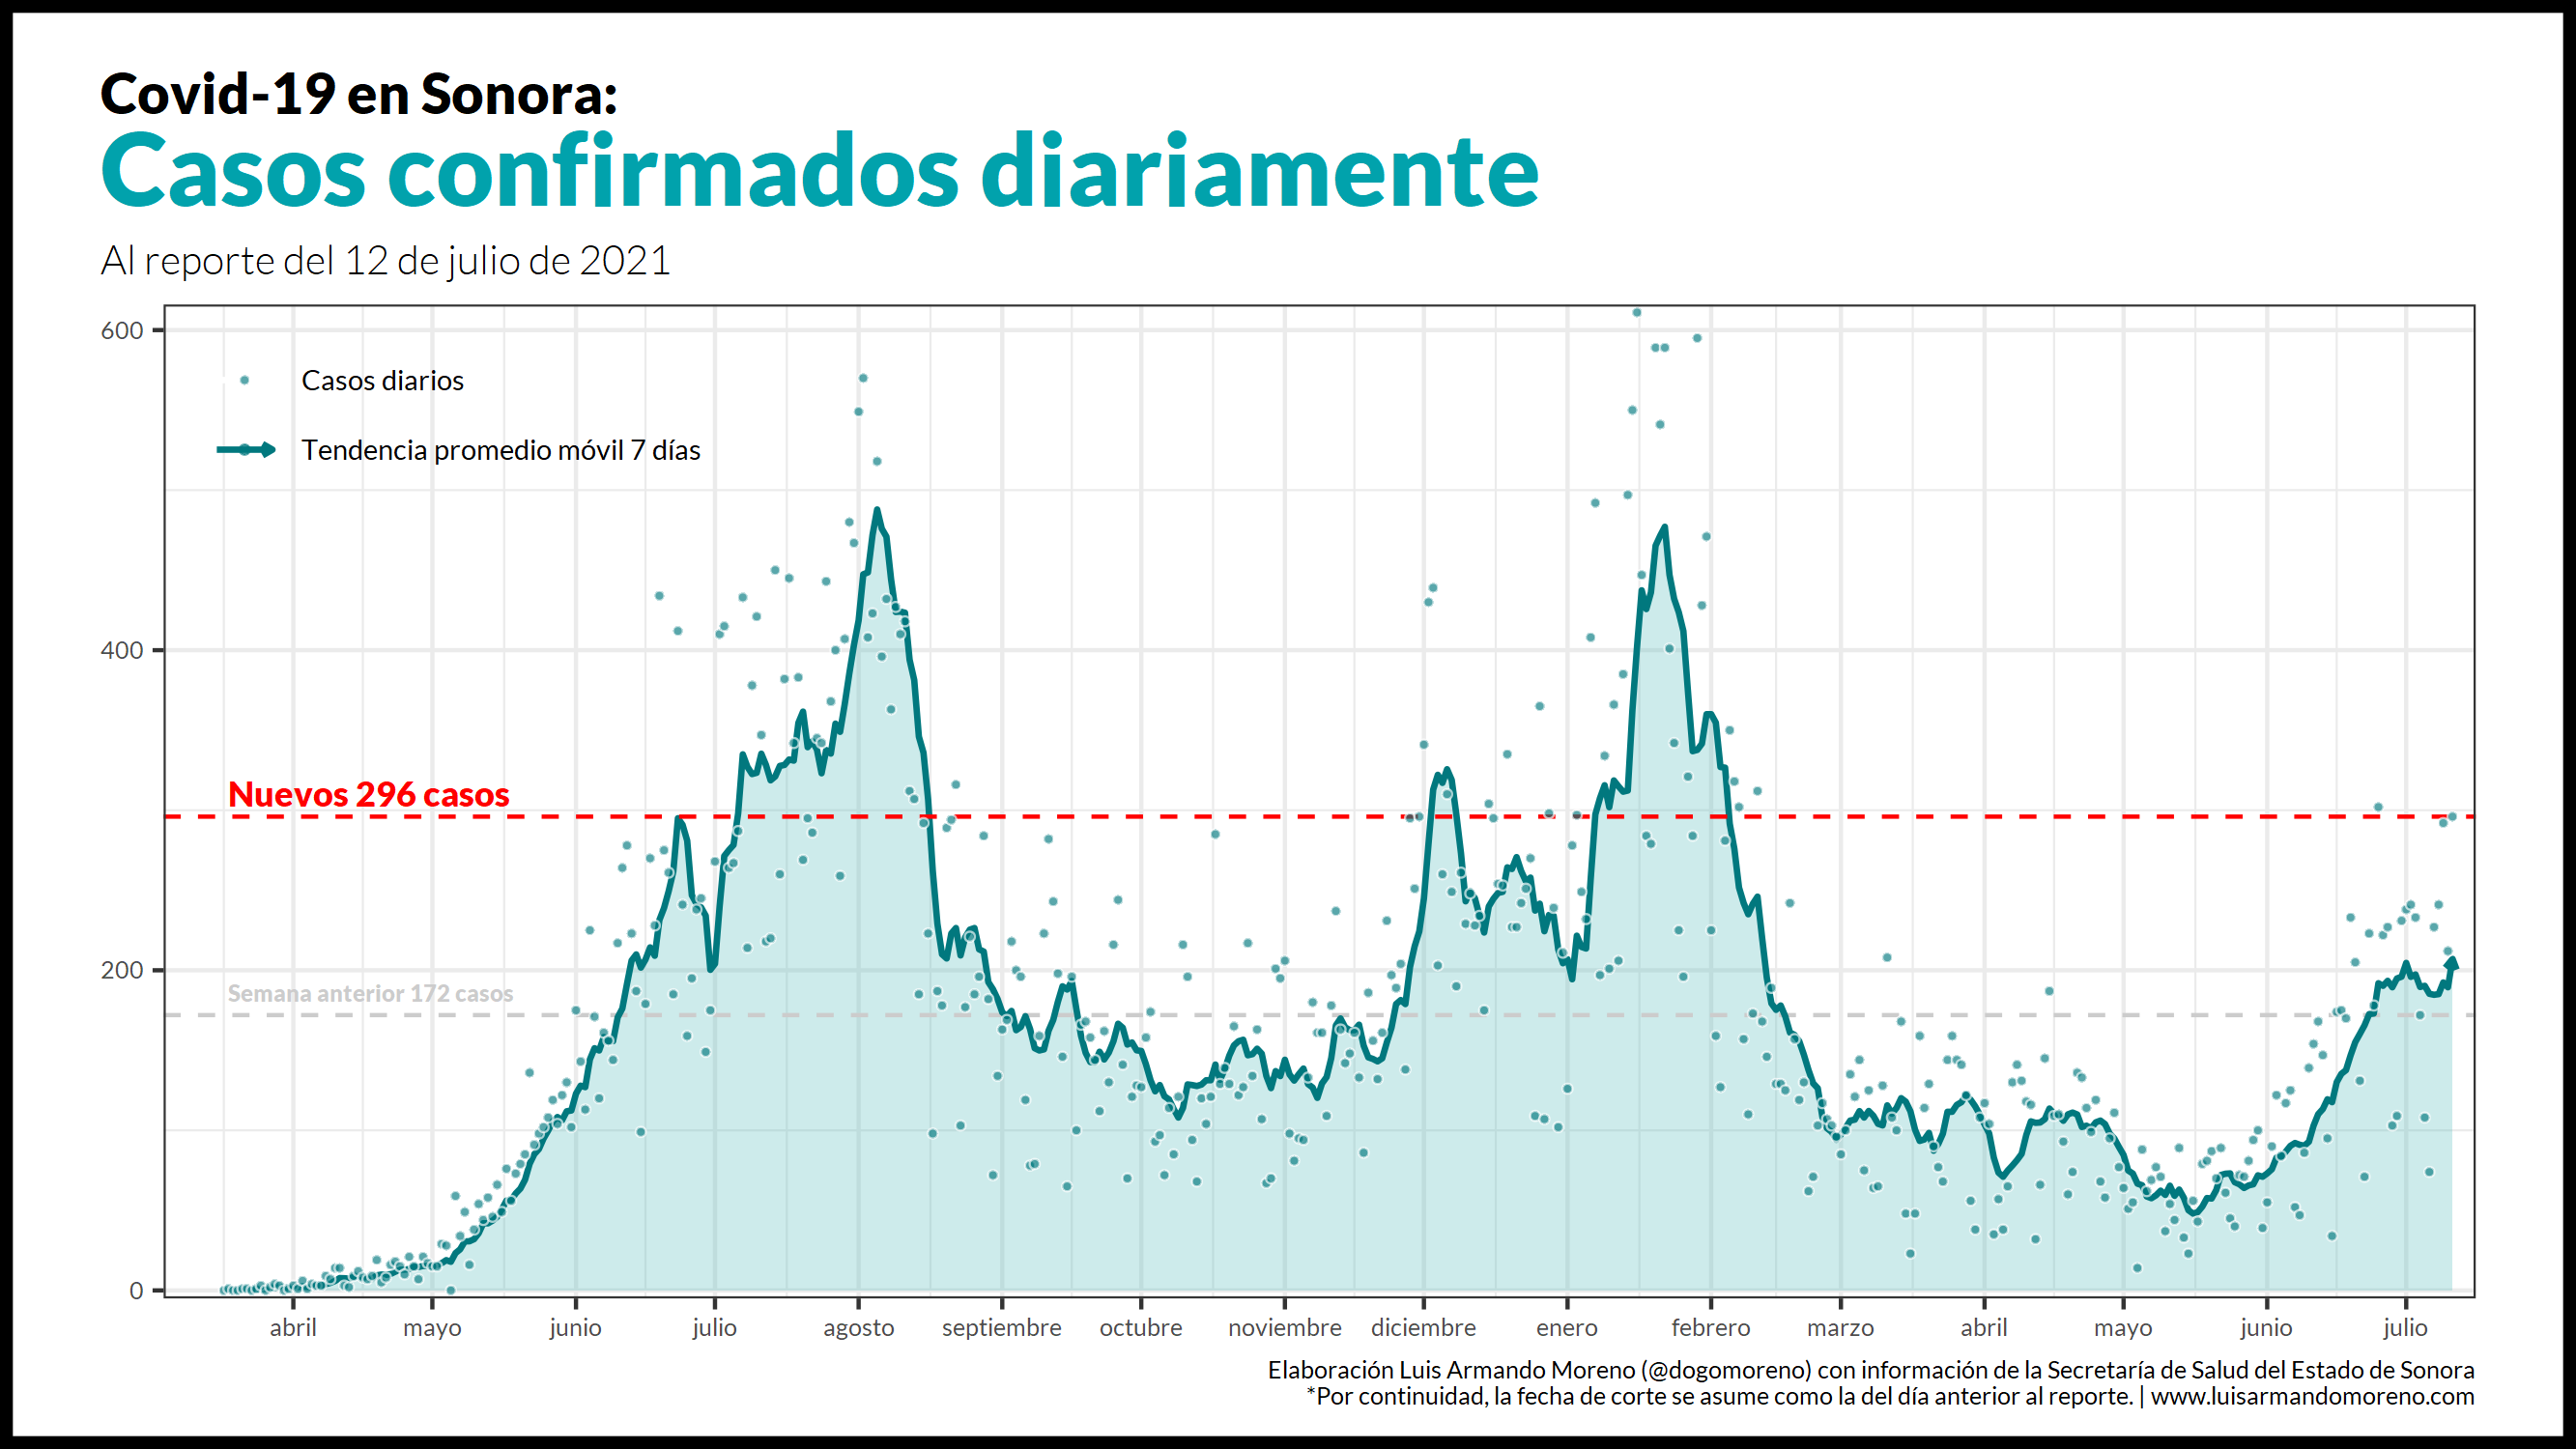 Covid-19 en Sonora:
Casos confirmados diariamente
Al reporte del 12 de julio de 2021
600
Casos diarios
Tendencia promedio móvil 7 días
400
Nuevos 296 casos
200
Semana anterior 172 casos
0
abril mayo junio julio agosto septiembre octubre noviembre diciembre enero febrero marzo abril mayo junio julio
Elaboración Luis Armando Moreno (@dogomoreno) con información de la Secretaría de Salud del Estado de Sonora
*Por continuidad, la fecha de corte se asume como la del día anterior al reporte. | www.luisarmandomoreno.com